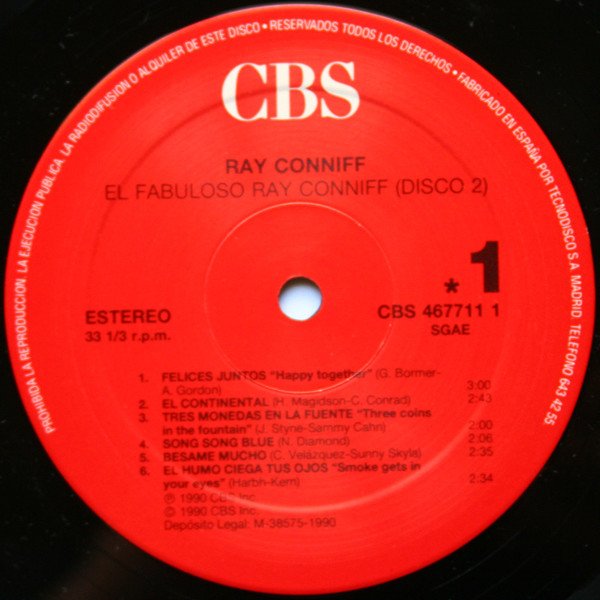 PROHIBIDA LA REPRODUCCION, LA EJECUCION PUBLICA, LA RADIODIFUSION O ALQUILER DE ESTE DISCO • RESERVADOS TODOS LOS DERECHOS • FABRICADO EN ESPAÑA POR TECNODISCO S A MADRID TELEFONO 643 42 55
CBS
RAY CONNIFF
EL FABULOSO RAY CONNIFF (DISCO 2)
* 1
ESTEREO
33 1/3 r.p.m.
CBS 467711 1
SGAE
1. FELICES JUNTOS "Happy together" (G. Bormer-
A. Gordon) 3:00
2. EL CONTINENTAL (H. Magidson-C. Conrad) 2:43
3. TRES MONEDAS EN LA FUENTE "Three coins
in the fountain" (J. Styne-Sammy Cahn) 2:00
4. SONG SONG BLUE (N. Diamond) 2:06
5. BESAME MUCHO (C. Velázquez-Sunny Skyla) 2:35
6. EL HUMO CIEGA TUS OJOS "Smoke gets in
your eyes" (Harbh-Kern) 2:34
℗ 1990 CBS Inc.
© 1990 CBS Inc.
Depósito Legal: M-38575-1990